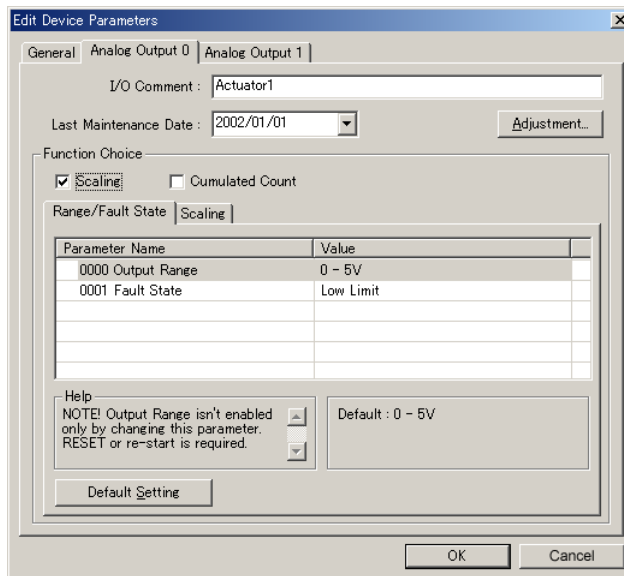 Edit Device Parameters
General
Analog Output 0
Analog Output 1
I/O Comment :
Actuator1
Last Maintenance Date :
2002/01/01
Adjustment...
Function Choice
Scaling
Cumulated Count
Range/Fault State
Scaling
Parameter Name
Value
0000 Output Range
0 - 5V
0001 Fault State
Low Limit
Help
NOTE! Output Range isn't enabled
only by changing this parameter.
RESET or re-start is required.
Default : 0 - 5V
Default Setting
OK
Cancel